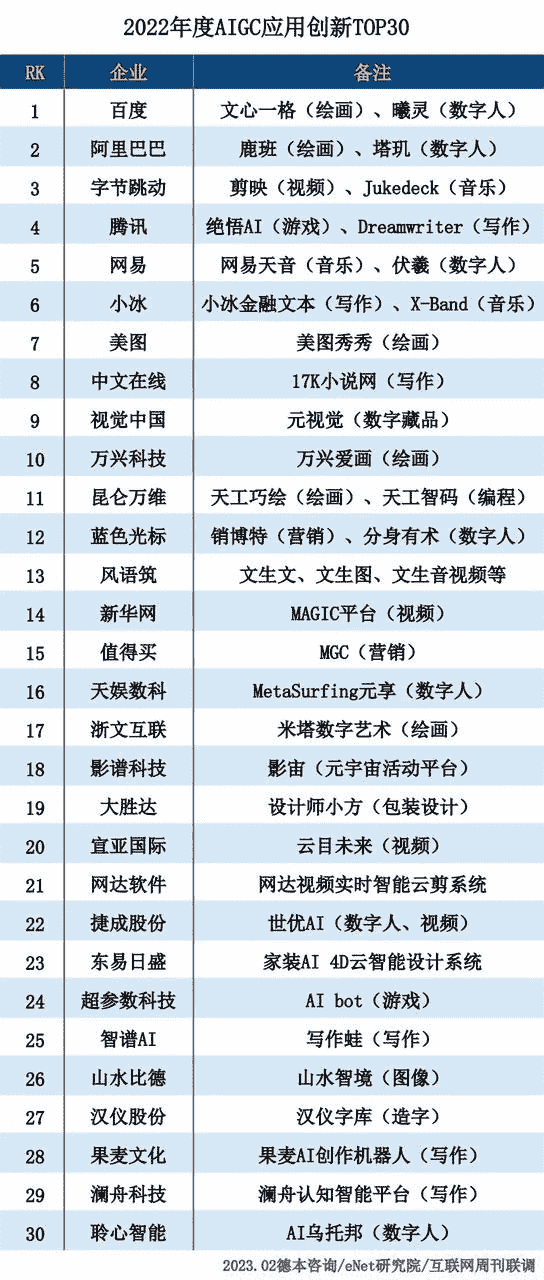 2022年度AIGC应用创新TOP30
RK 企业 备注
1 百度 文心一格（绘画）、曦灵（数字人）
2 阿里巴巴 鹿班（绘画）、塔玑（数字人）
3 字节跳动 剪映（视频）、Jukedeck（音乐）
4 腾讯 绝悟AI（游戏）、Dreamwriter（写作）
5 网易 网易天音（音乐）、伏羲（数字人）
6 小冰 小冰金融文本（写作）、X-Band（音乐）
7 美图 美图秀秀（绘画）
8 中文在线 17K小说网（写作）
9 视觉中国 元视觉（数字藏品）
10 万兴科技 万兴爱画（绘画）
11 昆仑万维 天工巧绘（绘画）、天工智码（编程）
12 蓝色光标 销博特（营销）、分身有术（数字人）
13 风语筑 文生文、文生图、文生音视频等
14 新华网 MAGIC平台（视频）
15 值得买 MGC（营销）
16 天娱数科 MetaSurfing元享（数字人）
17 浙文互联 米塔数字艺术（绘画）
18 影谱科技 影宙（元宇宙活动平台）
19 大胜达 设计师小方（包装设计）
20 宣亚国际 云目未来（视频）
21 网达软件 网达视频实时智能云剪系统
22 捷成股份 世优AI（数字人、视频）
23 东易日盛 家装AI 4D云智能设计系统
24 超参数科技 AI bot（游戏）
25 智谱AI 写作蛙（写作）
26 山水比德 山水智境（图像）
27 汉仪股份 汉仪字库（造字）
28 果麦文化 果麦AI创作机器人（写作）
29 澜舟科技 澜舟认知智能平台（写作）
30 聆心智能 AI乌托邦（数字人）
2023.02德本咨询/eNet研究院/互联网周刊联调